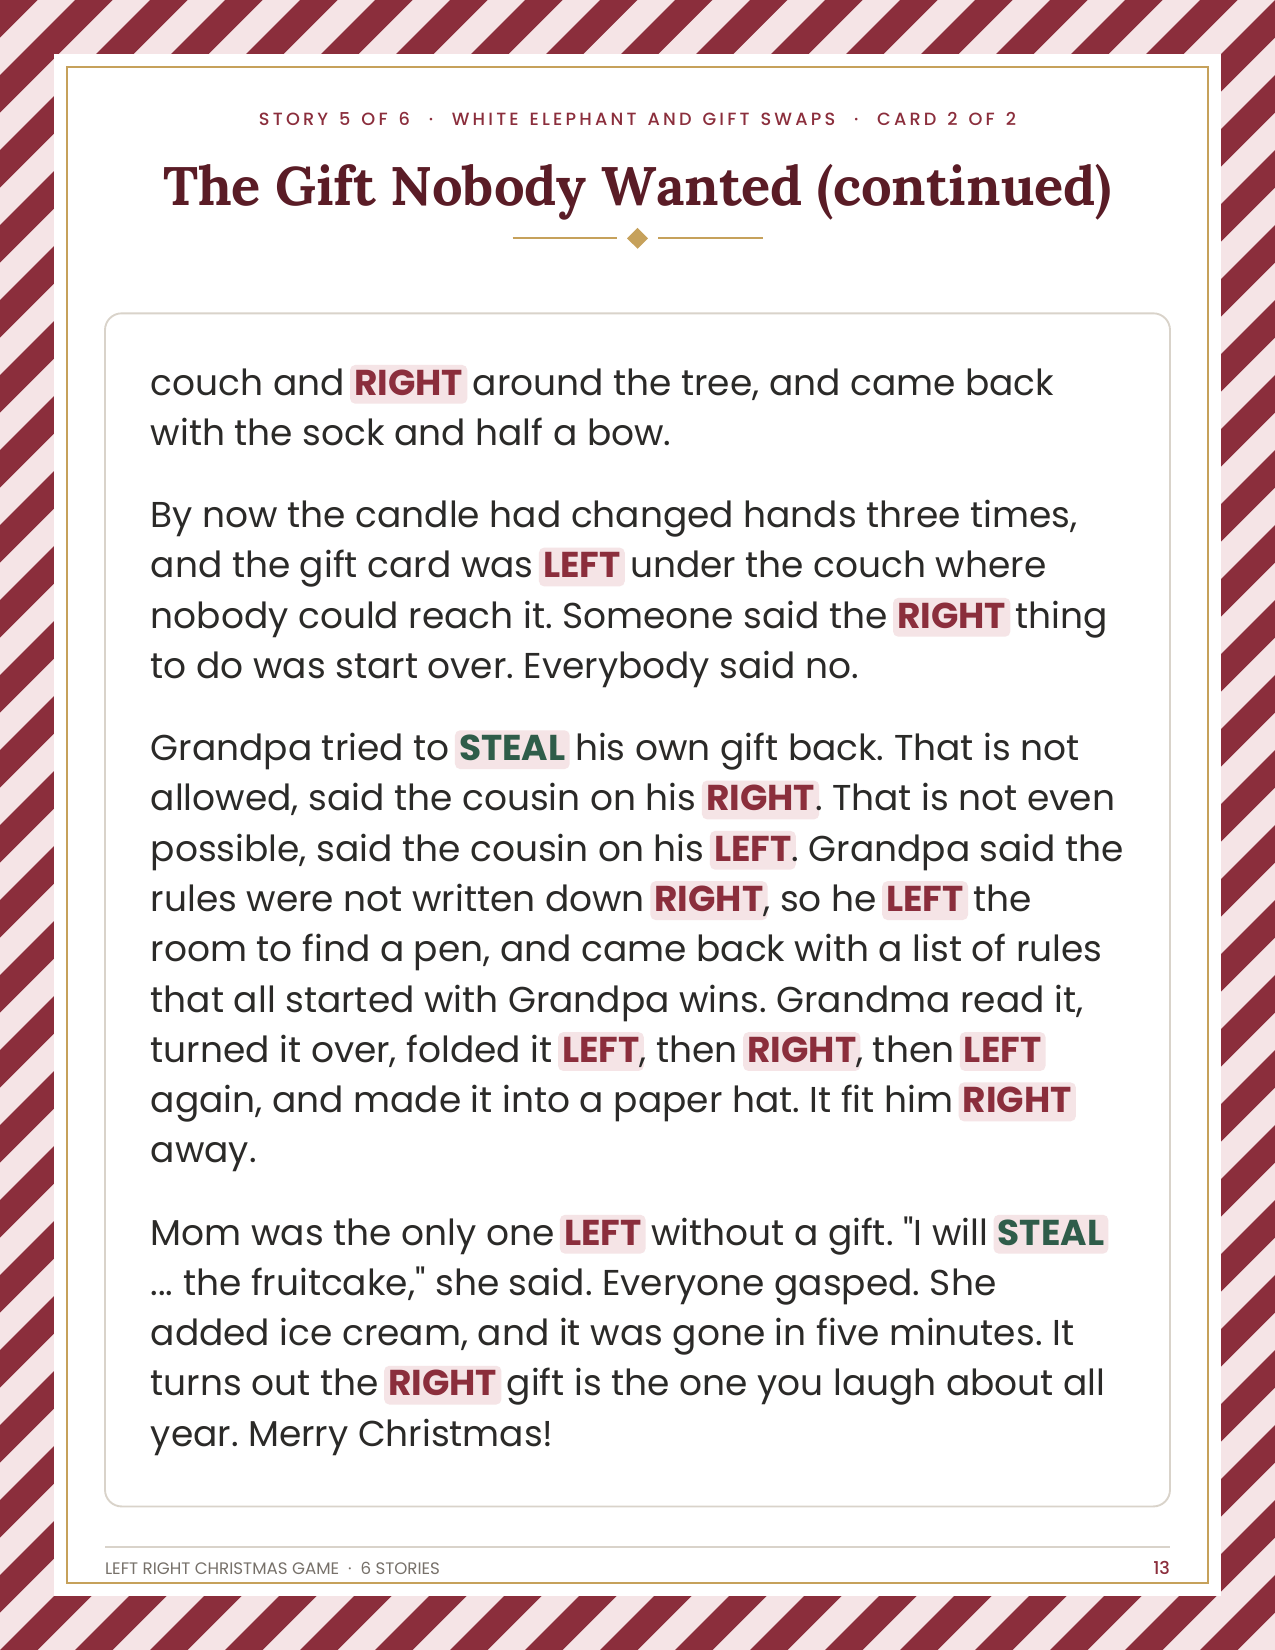 STORY 5 OF 6 · WHITE ELEPHANT AND GIFT SWAPS · CARD 2 OF 2
The Gift Nobody Wanted (continued)
couch and RIGHT around the tree, and came back
with the sock and half a bow.
By now the candle had changed hands three times,
and the gift card was LEFT under the couch where
nobody could reach it. Someone said the RIGHT thing
to do was start over. Everybody said no.
Grandpa tried to STEAL his own gift back. That is not
allowed, said the cousin on his RIGHT. That is not even
possible, said the cousin on his LEFT. Grandpa said the
rules were not written down RIGHT, so he LEFT the
room to find a pen, and came back with a list of rules
that all started with Grandpa wins. Grandma read it,
turned it over, folded it LEFT, then RIGHT, then LEFT
again, and made it into a paper hat. It fit him RIGHT
away.
Mom was the only one LEFT without a gift. "I will STEAL
... the fruitcake," she said. Everyone gasped. She
added ice cream, and it was gone in five minutes. It
turns out the RIGHT gift is the one you laugh about all
year. Merry Christmas!
LEFT RIGHT CHRISTMAS GAME · 6 STORIES
13